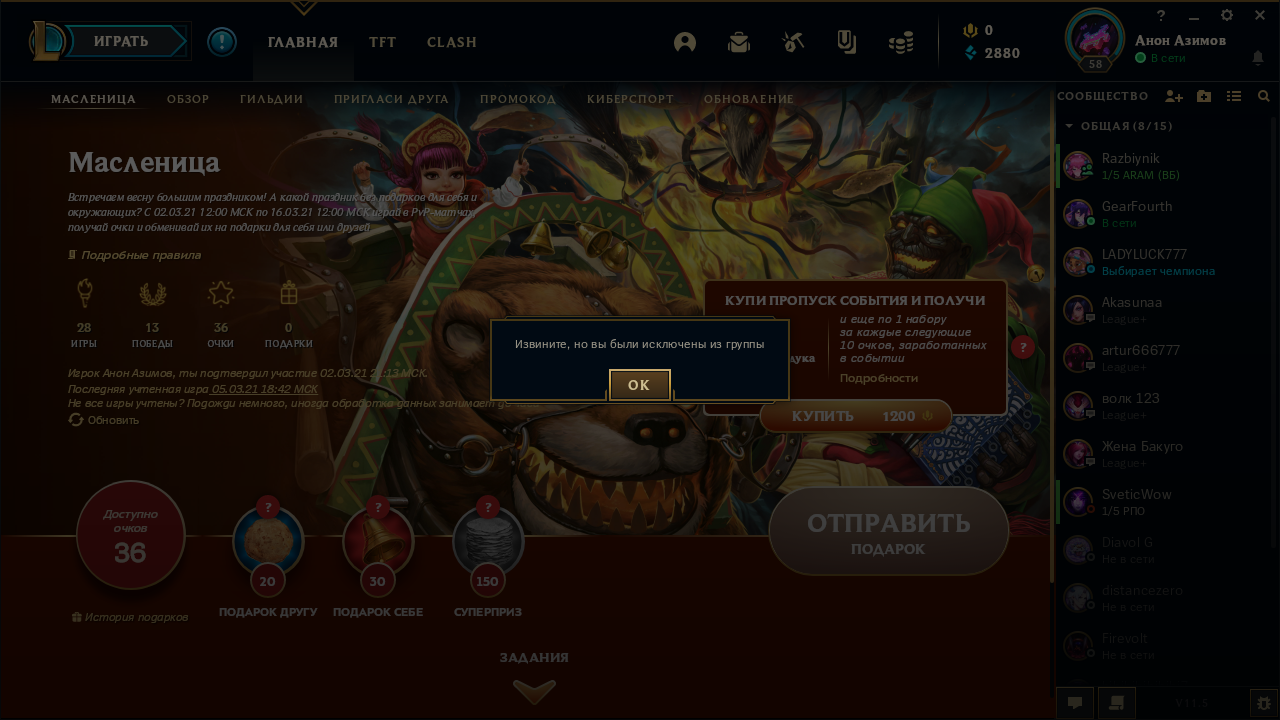 ИГРАТЬ
ГЛАВНАЯ
TFT
CLASH
0
2880
?
58
Анон Азимов
В сети
МАСЛЕНИЦА
ОБЗОР
ГИЛЬДИИ
ПРИГЛАСИ ДРУГА
ПРОМОКОД
КИБЕРСПОРТ
ОБНОВЛЕНИЕ
Масленица
Встречаем весну большим праздником! А какой праздник без подарков для себя и
окружающих? С 02.03.21 12:00 МСК по 16.03.21 12:00 МСК играй в PvP-матчах,
получай очки и обменивай их на подарки для себя или друзей
Подробные правила
28
ИГРЫ
13
ПОБЕДЫ
36
ОЧКИ
0
ПОДАРКИ
Игрок Анон Азимов, ты подтвердил участие 02.03.21 21:13 МСК.
Последняя учтенная игра 05.03.21 18:42 МСК
Не все игры учтены? Подожди немного, иногда обработка данных занимает до
Обновить
КУПИ ПРОПУСК СОБЫТИЯ И ПОЛУЧИ
и еще по 1 набору
за каждые следующие
10 очков, заработанных
в событии
Подробности
?
КУПИТЬ 1200
Извините, но вы были исключены из группы
ОК
Доступно
очков
36
История подарков
?
20
ПОДАРОК ДРУГУ
?
30
ПОДАРОК СЕБЕ
?
150
СУПЕРПРИЗ
ОТПРАВИТЬ
ПОДАРОК
ЗАДАНИЯ
СООБЩЕСТВО
ОБЩАЯ (8/15)
Razbiynik
1/5 ARAM (ВБ)
GearFourth
В сети
LADYLUCK777
Выбирает чемпиона
Akasunaa
League+
artur666777
League+
волк 123
League+
Жена Бакуго
League+
SveticWow
1/5 РПО
Diavol G
Не в сети
distancezero
Не в сети
Firevolt
Не в сети
V11.5